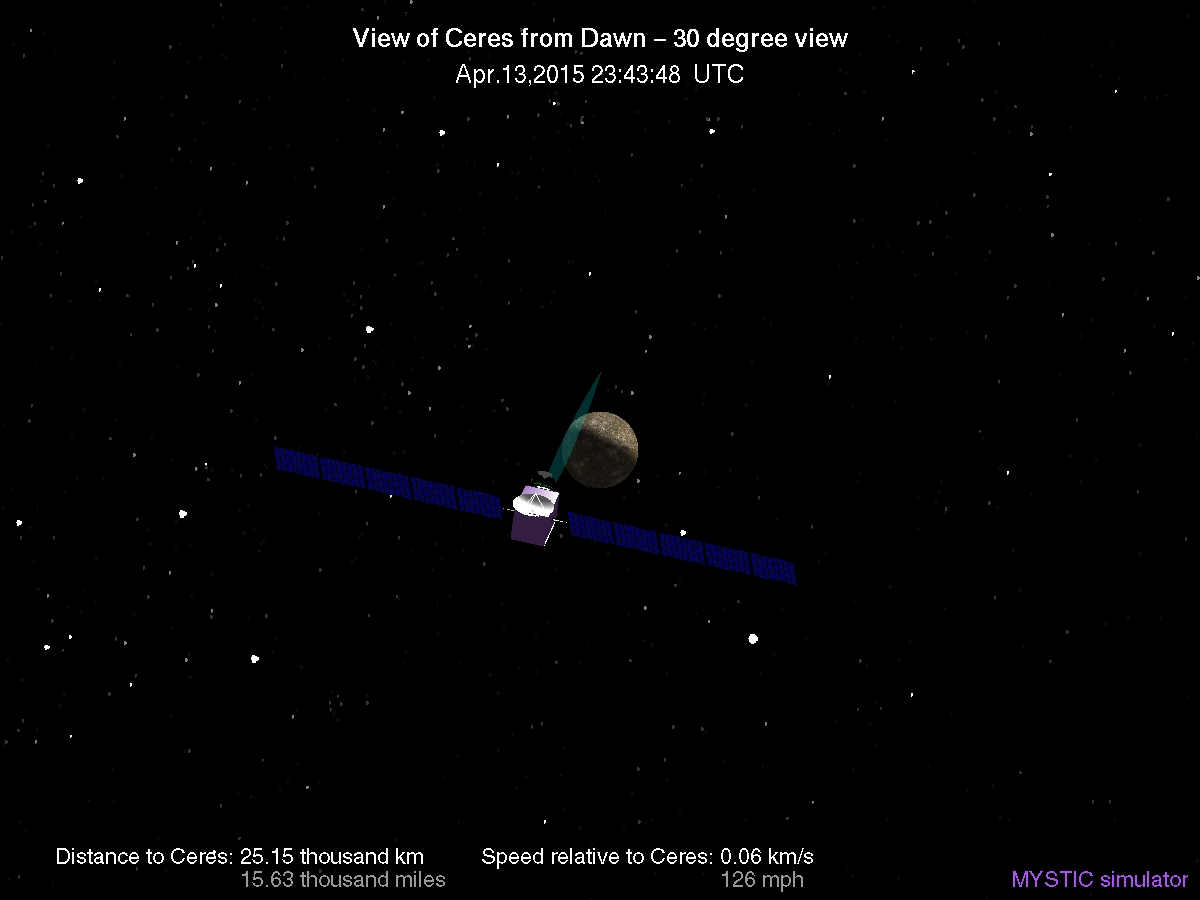 View of Ceres from Dawn – 30 degree view
Apr.13,2015 23:43:48 UTC
Distance to Ceres: 25.15 thousand km Speed relative to Ceres: 0.06 km/s
15.63 thousand miles 126 mph
MYSTIC simulator